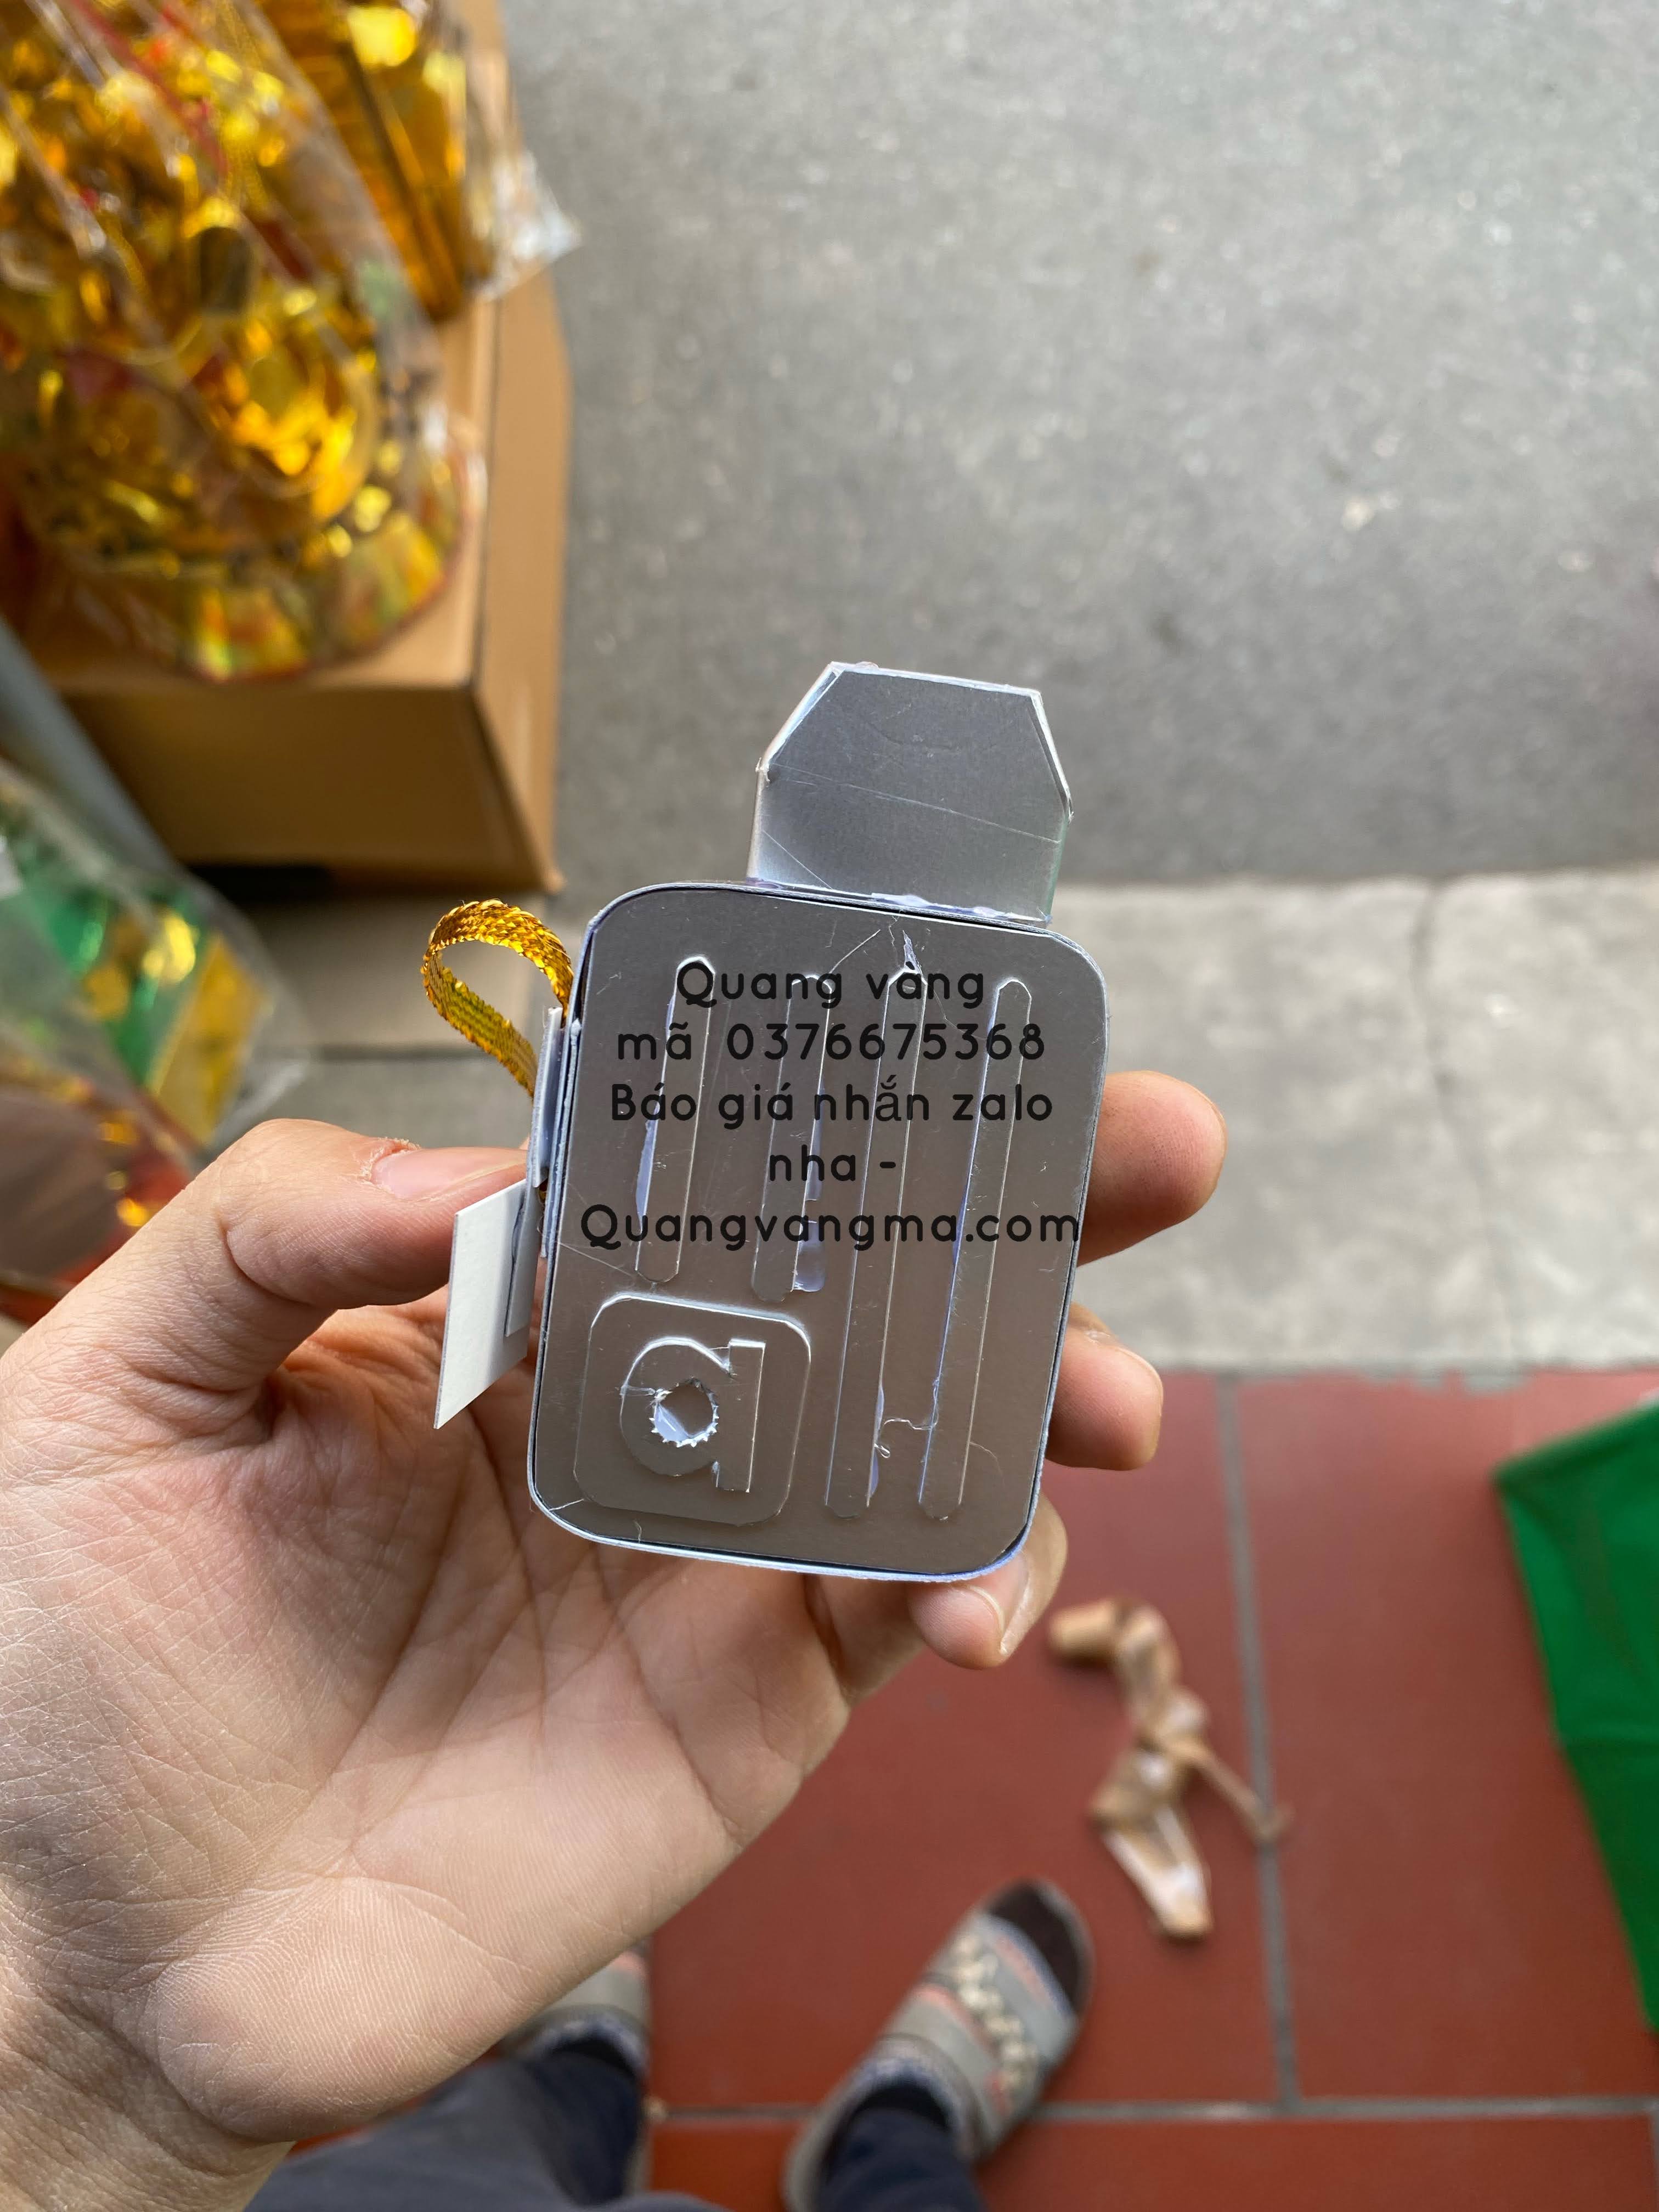 Quang vàng
mã 0376675368
Báo giá nhắn zalo
nha -
Quangvangma.com
a